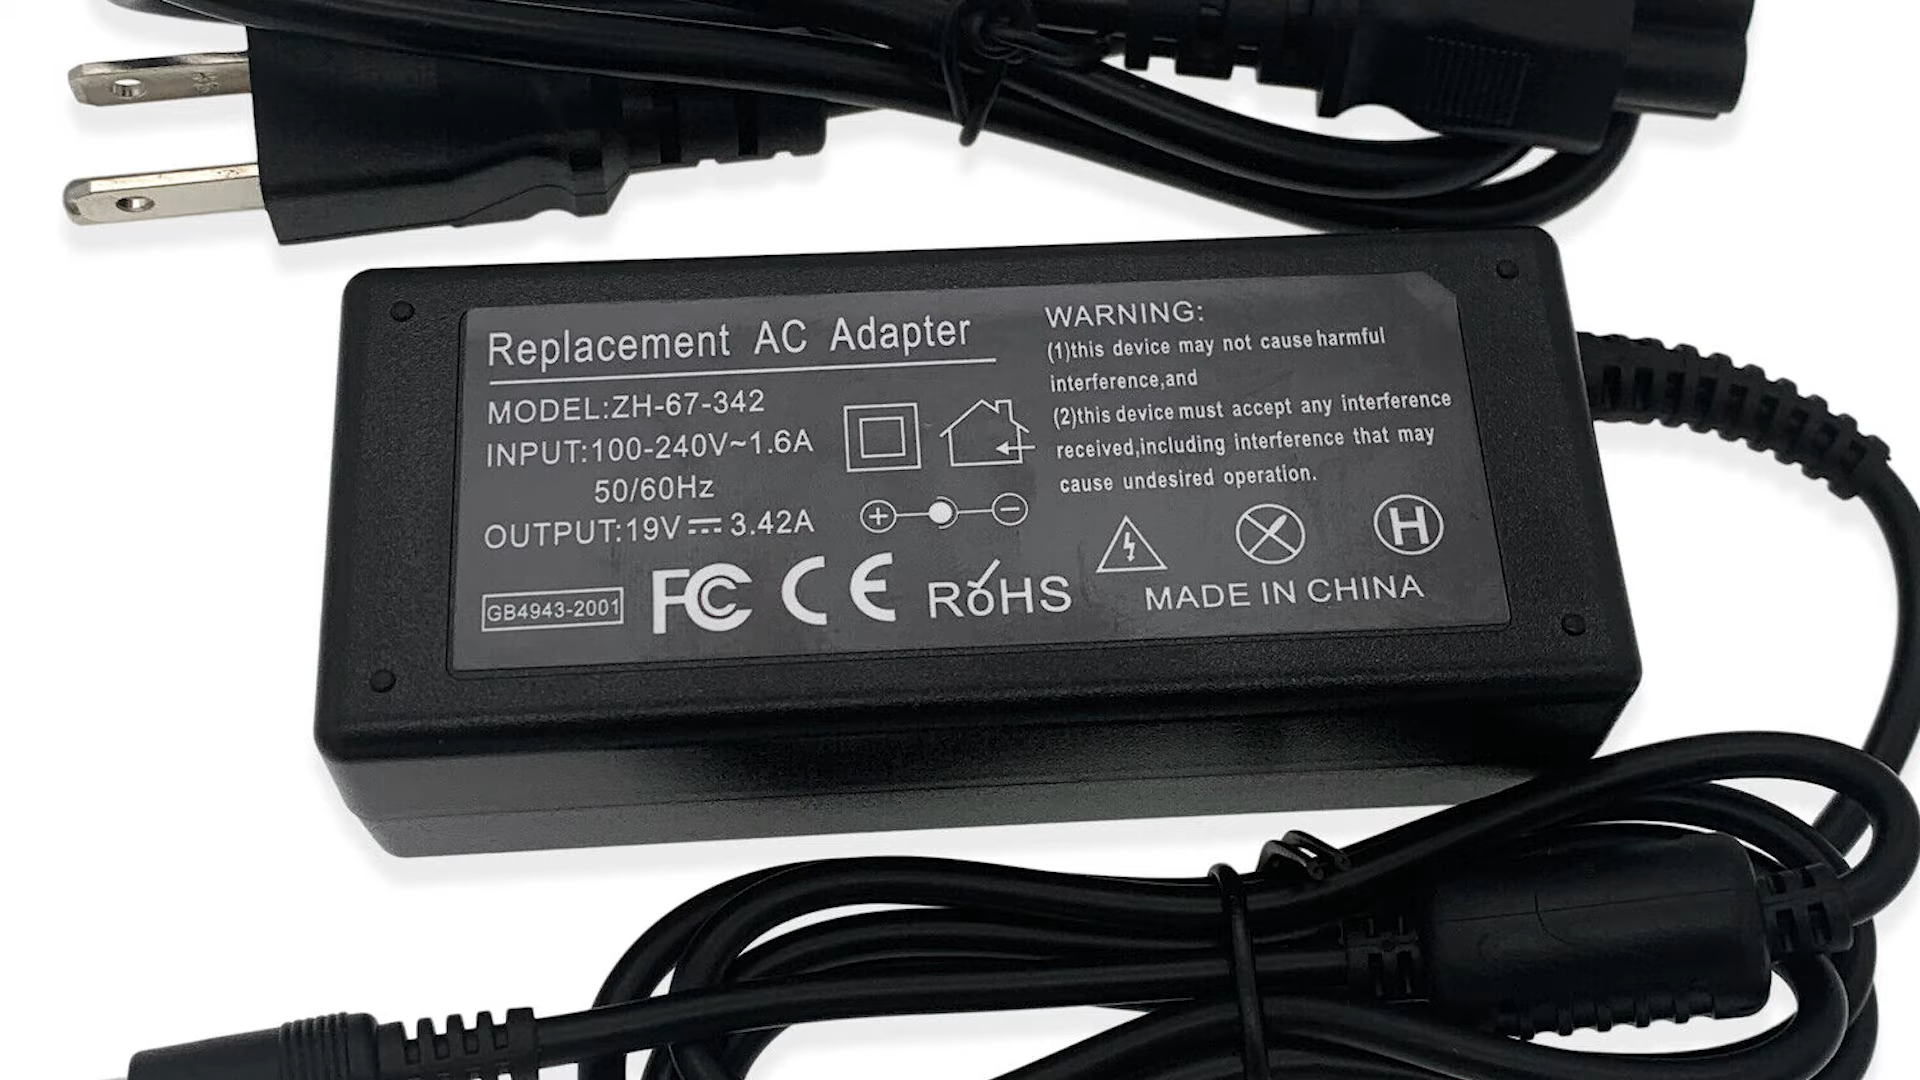 Replacement AC Adapter
MODEL:ZH-67-342
INPUT:100-240V~1.6A
50/60Hz
OUTPUT:19V⎓3.42A
GB4943-2001
FC CE RoHS
WARNING:
(1)this device may not cause harmful
interference,and
(2)this device must accept any interference
received,including interference that may
cause undesired operation.
H
MADE IN CHINA